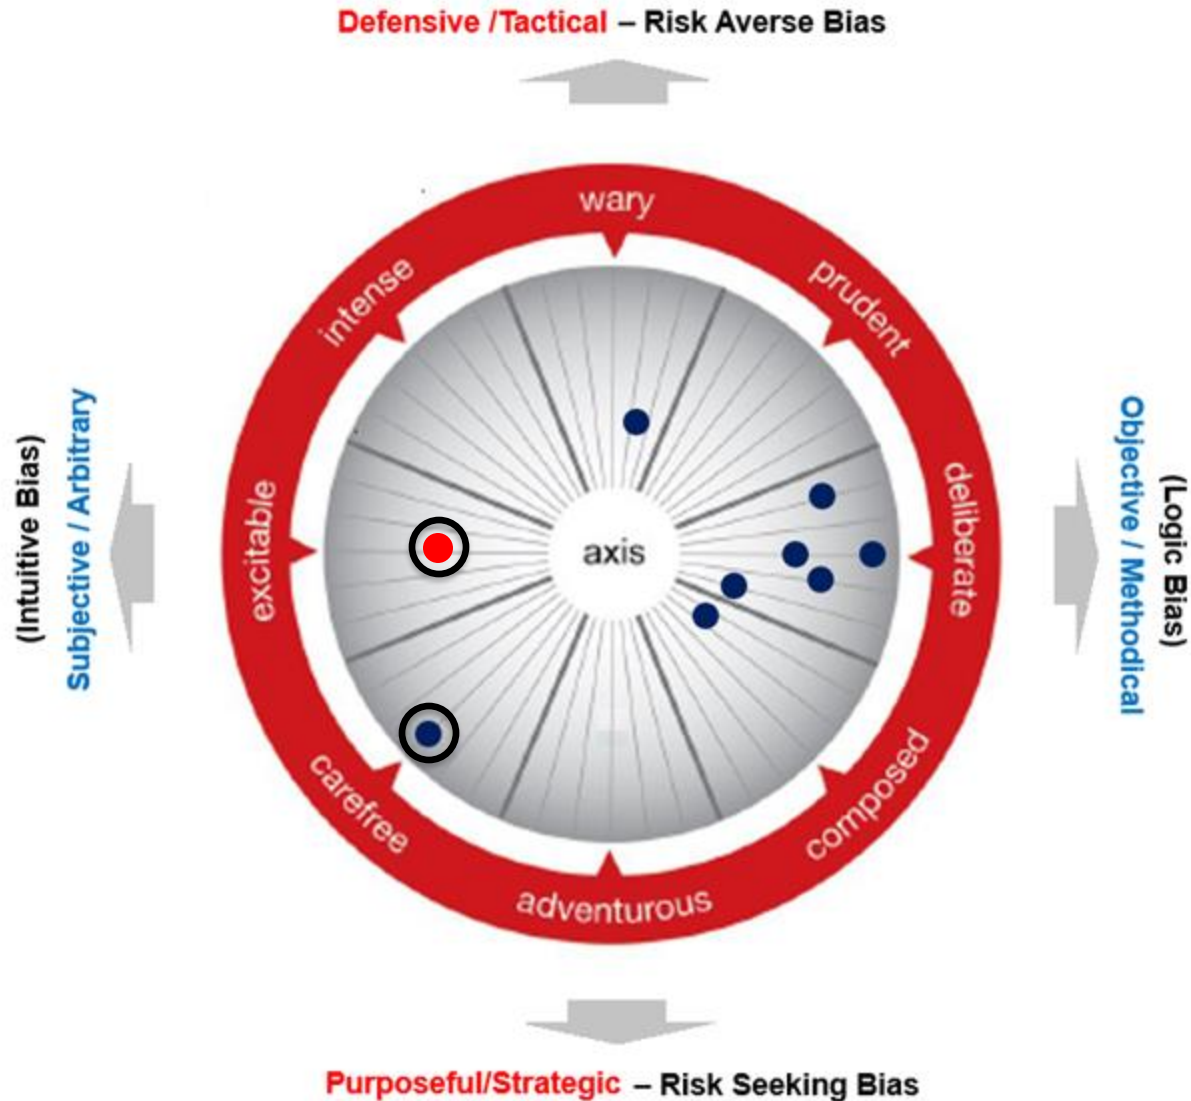 Defensive /Tactical – Risk Averse Bias
wary
intense
prudent
(Intuitive Bias)
Subjective / Arbitrary
excitable
axis
deliberate
Objective / Methodical
(Logic Bias)
carefree
composed
adventurous
Purposeful/Strategic – Risk Seeking Bias